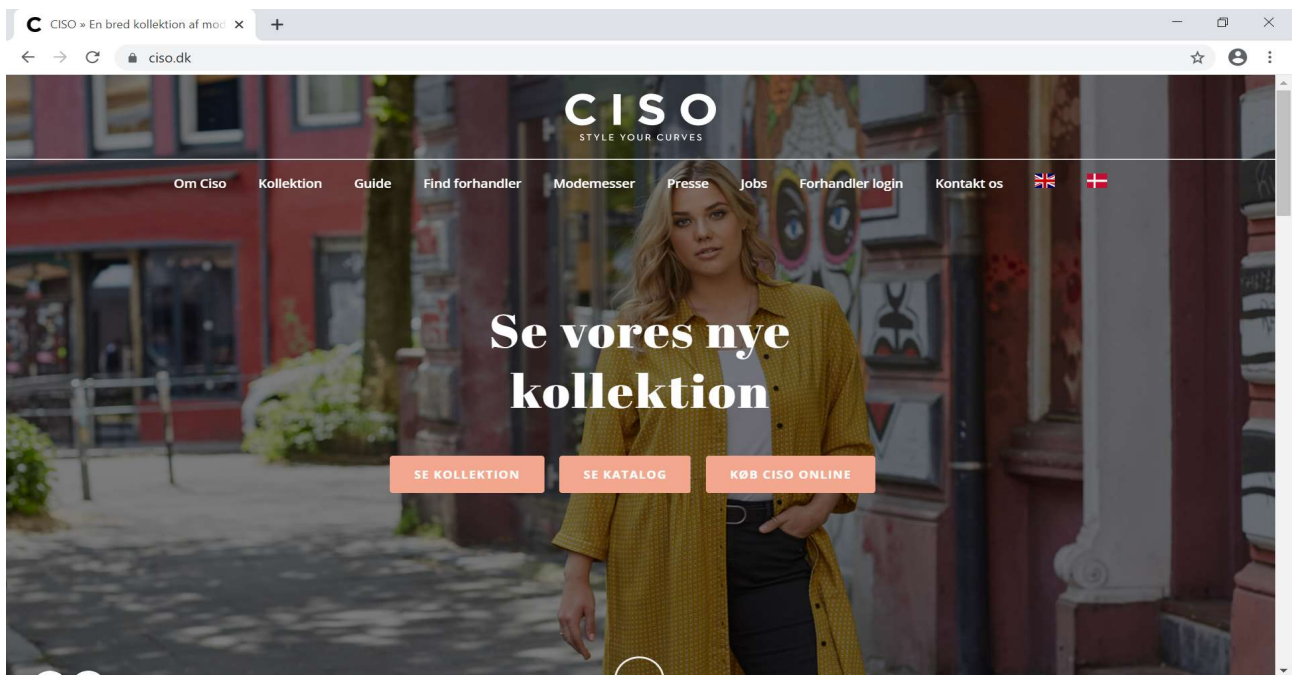 CISO » En bred kollektion af mod
ciso.dk
CISO
STYLE YOUR CURVES
Om Ciso Kollektion Guide Find forhandler Modemesser Presse Jobs Forhandler login Kontakt os
Se vores nye
kollektion
SE KOLLEKTION SE KATALOG KØB CISO ONLINE